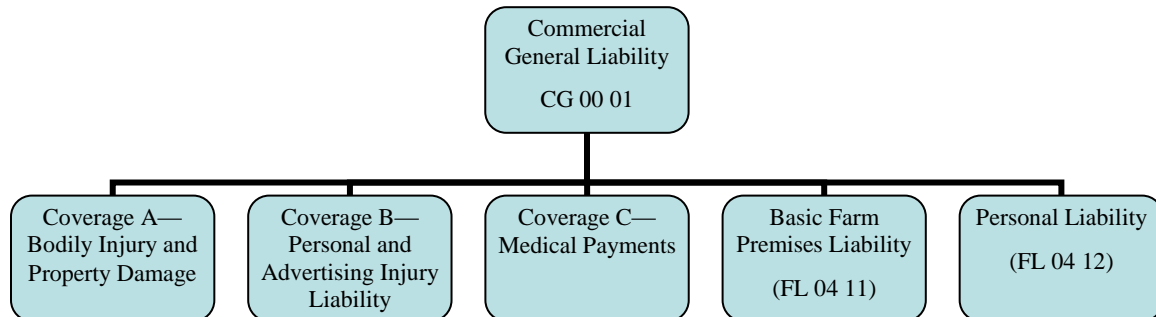 Commercial
General Liability
CG 00 01
Coverage A—
Bodily Injury and
Property Damage
Coverage B—
Personal and
Advertising Injury
Liability
Coverage C—
Medical Payments
Basic Farm
Premises Liability
(FL 04 11)
Personal Liability
(FL 04 12)